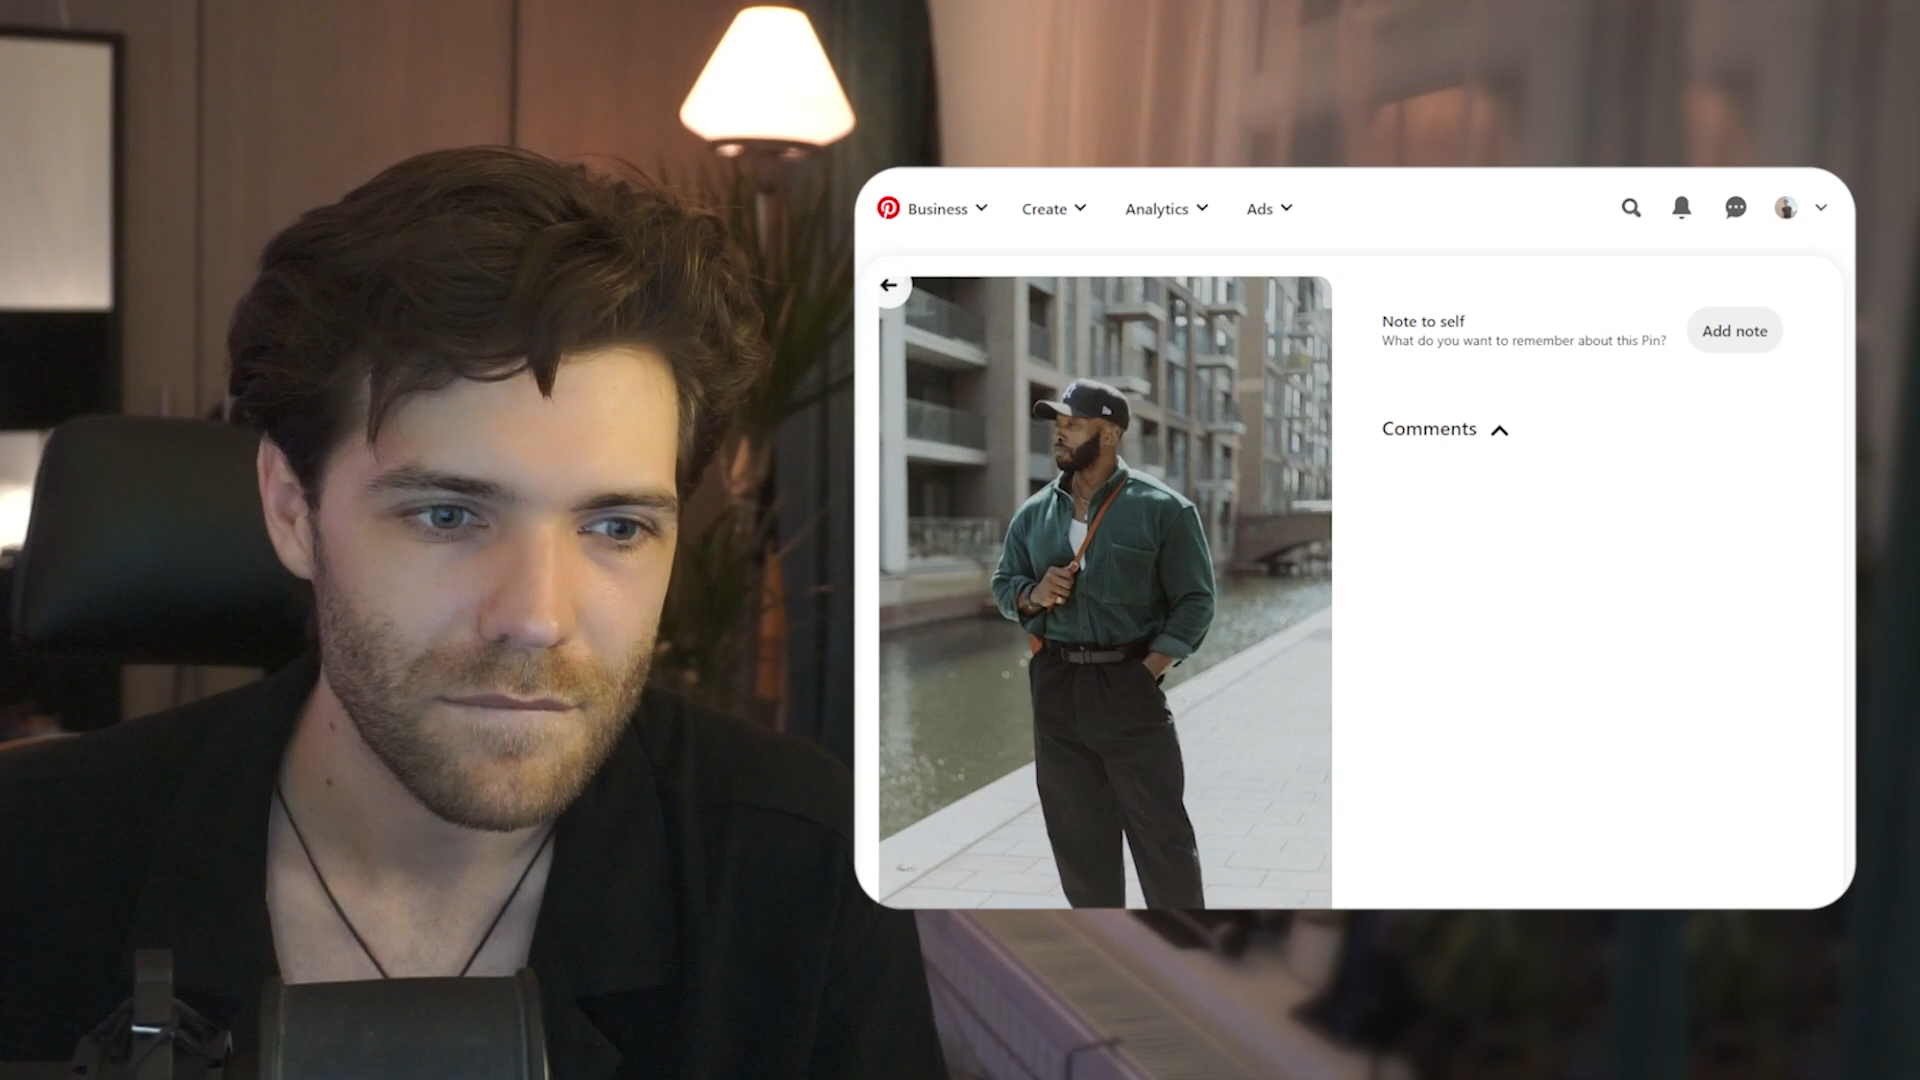 Business
Create
Analytics
Ads
Note to self
What do you want to remember about this Pin?
Add note
Comments